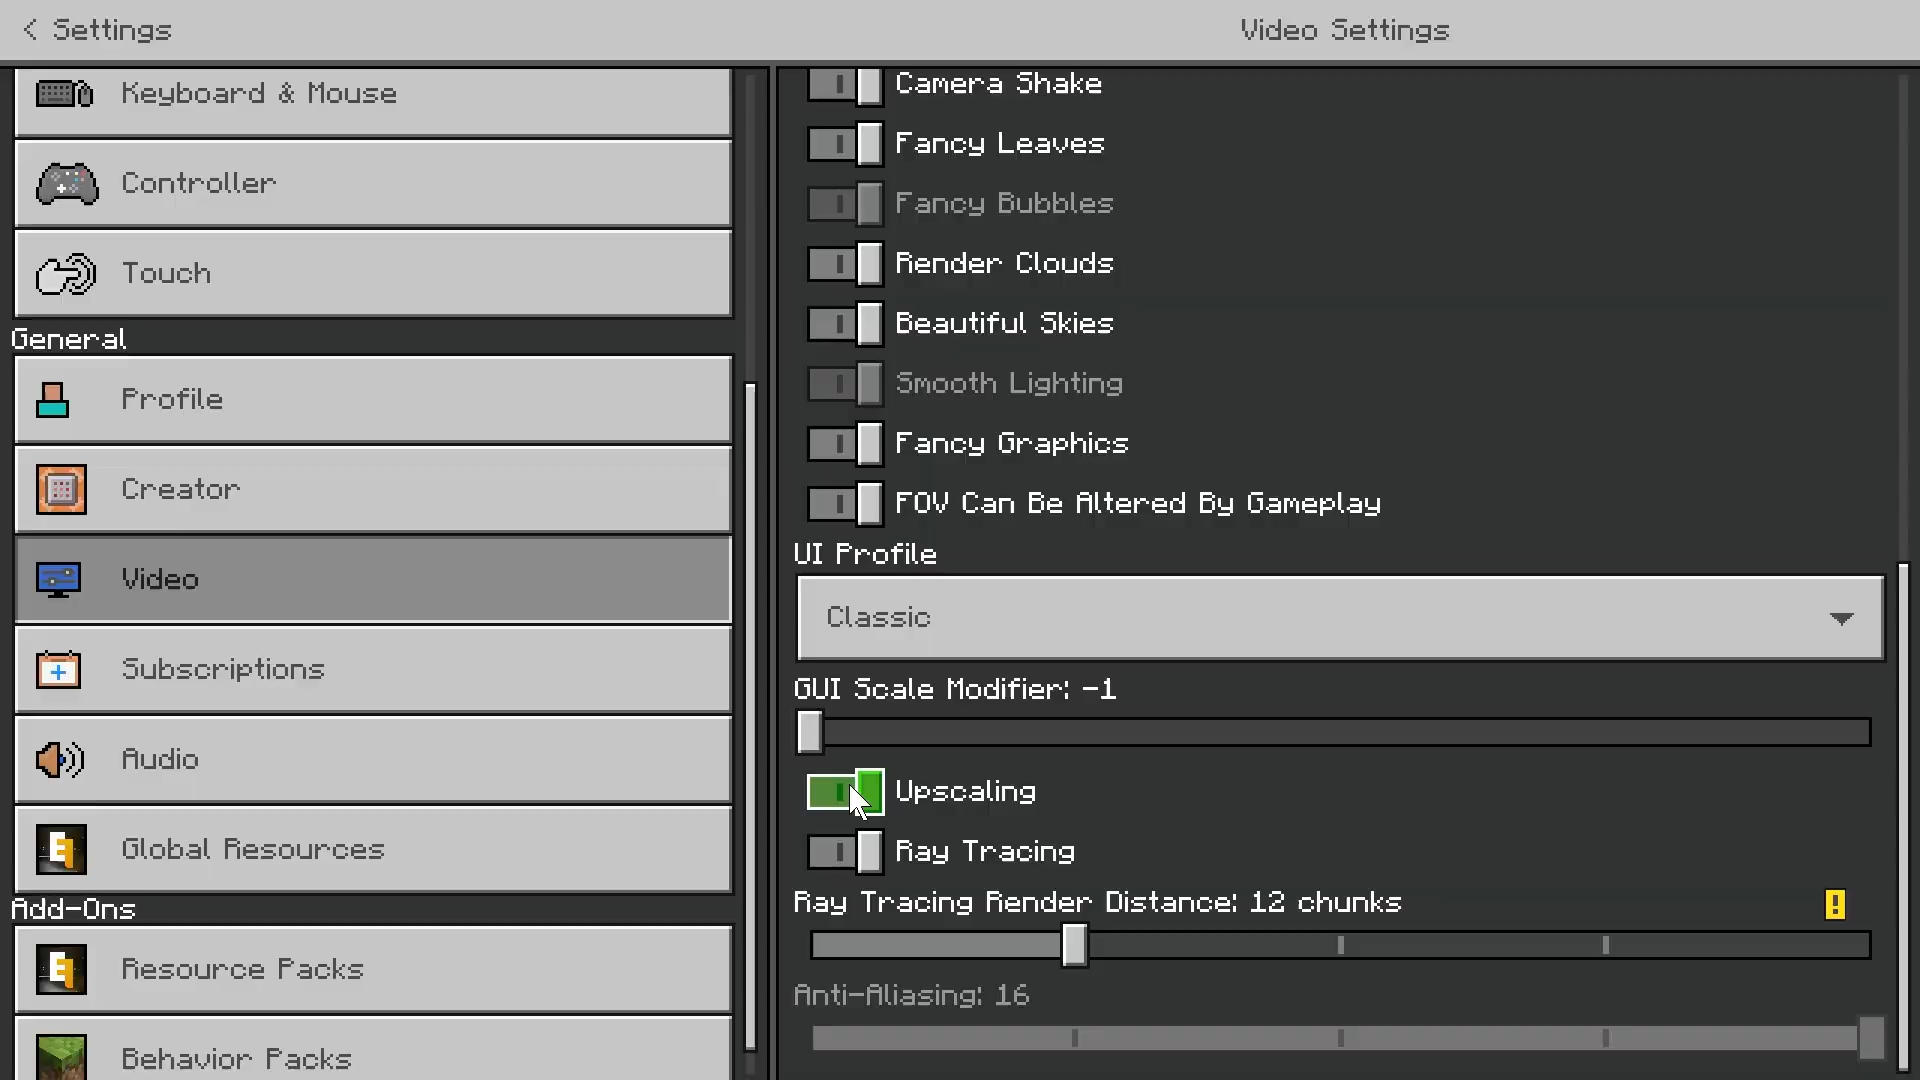 Settings
Video Settings
Keyboard & Mouse
Controller
Touch
General
Profile
Creator
Video
Subscriptions
Audio
Global Resources
Add-Ons
Resource Packs
Behavior Packs
Camera Shake
Fancy Leaves
Fancy Bubbles
Render Clouds
Beautiful Skies
Smooth Lighting
Fancy Graphics
FOV Can Be Altered By Gameplay
UI Profile
Classic
GUI Scale Modifier: -1
Upscaling
Ray Tracing
Ray Tracing Render Distance: 12 chunks
Anti-Aliasing: 16